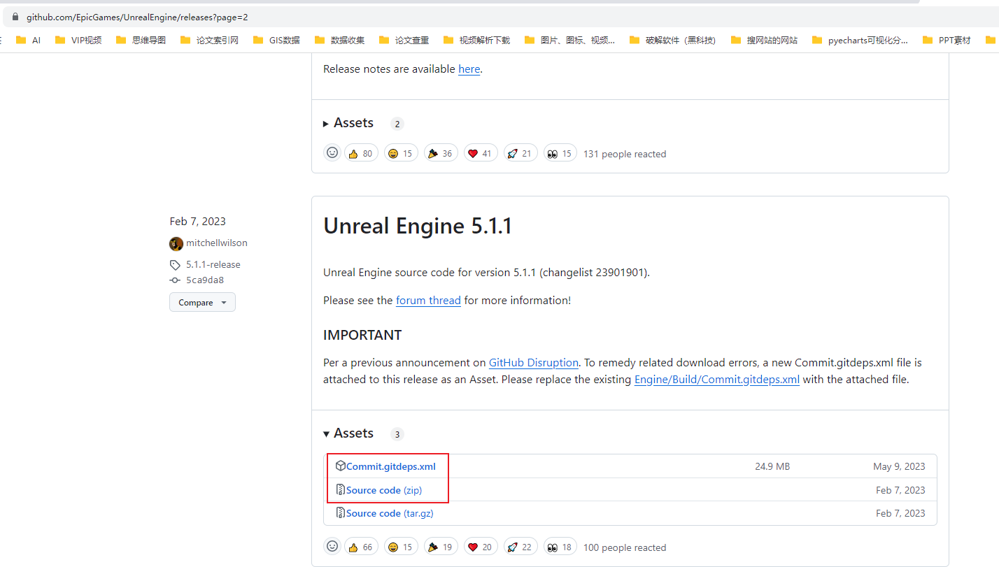 github.com/EpicGames/UnrealEngine/releases?page=2
AI VIP视频 思维导图 论文索引网 GIS数据 数据收集 论文查重 视频解析下载 图片、图标、视频... 破解软件（黑科技) 搜网站的网站 pyecharts可视化分... PPT素材
Release notes are available here.
Assets 2
80 15 36 41 21 15 131 people reacted
Feb 7, 2023
mitchellwilson
5.1.1-release
5ca9da8
Compare
Unreal Engine 5.1.1
Unreal Engine source code for version 5.1.1 (changelist 23901901).
Please see the forum thread for more information!
IMPORTANT
Per a previous announcement on GitHub Disruption. To remedy related download errors, a new Commit.gitdeps.xml file is
attached to this release as an Asset. Please replace the existing Engine/Build/Commit.gitdeps.xml with the attached file.
Assets 3
Commit.gitdeps.xml 24.9 MB May 9, 2023
Source code (zip) Feb 7, 2023
Source code (tar.gz) Feb 7, 2023
66 15 19 20 22 18 100 people reacted